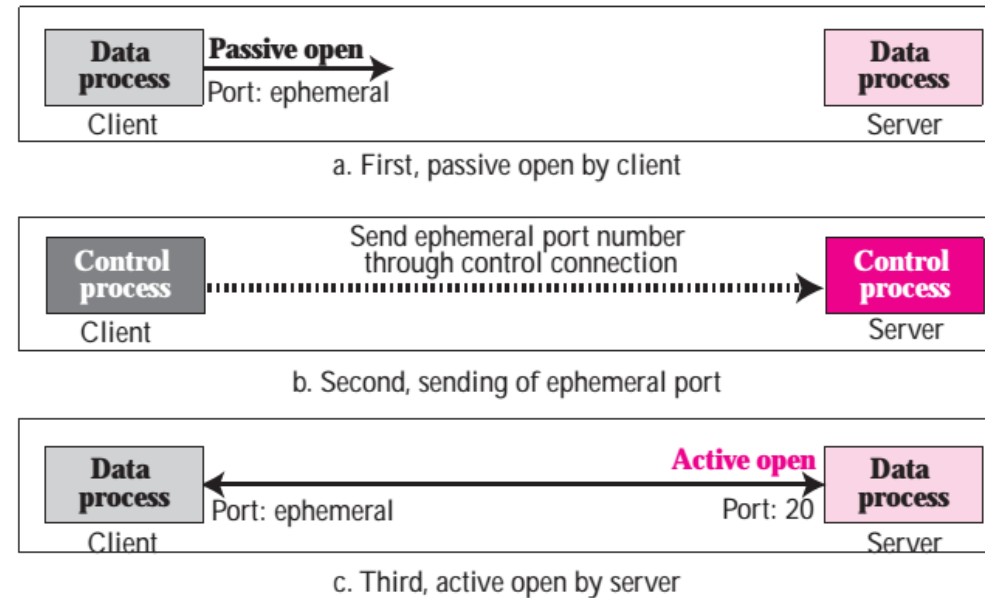 Data
process
Passive open
Port: ephemeral
Client
Data
process
Server
a. First, passive open by client
Control
process
Client
Send ephemeral port number
through control connection
Control
process
Server
b. Second, sending of ephemeral port
Data
process
Client
Port: ephemeral
Active open
Port: 20
Data
process
Server
c. Third, active open by server